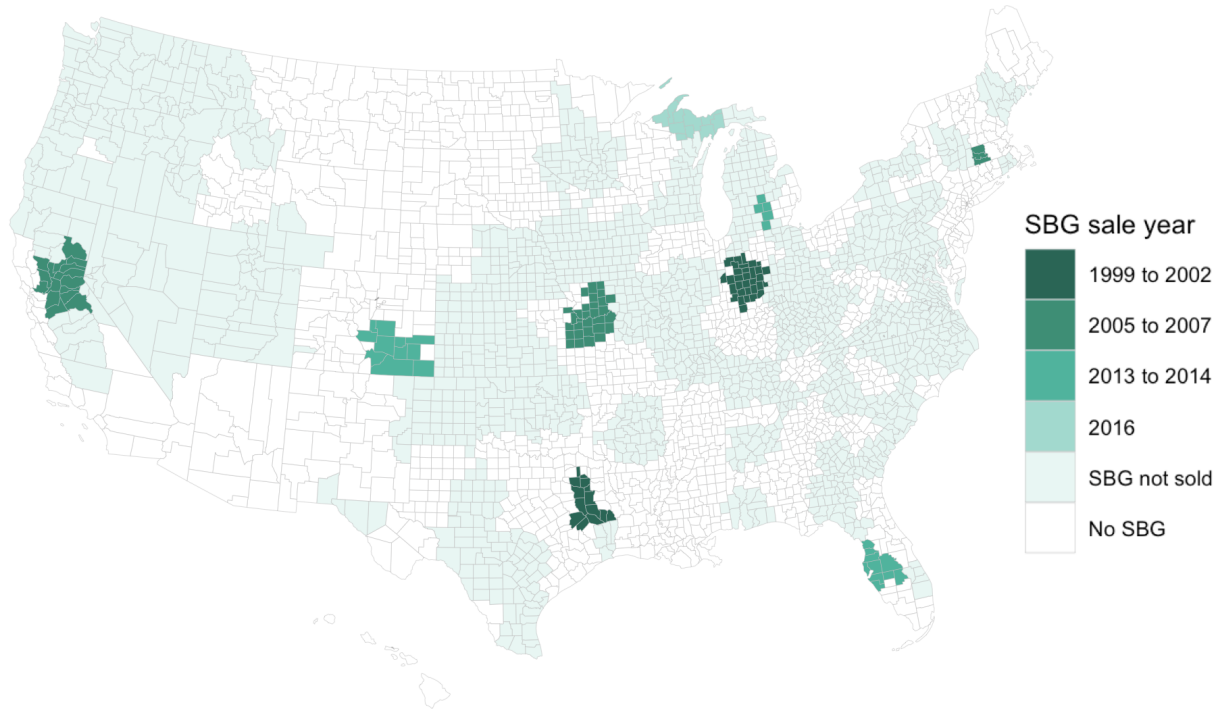 SBG sale year
1999 to 2002
2005 to 2007
2013 to 2014
2016
SBG not sold
No SBG